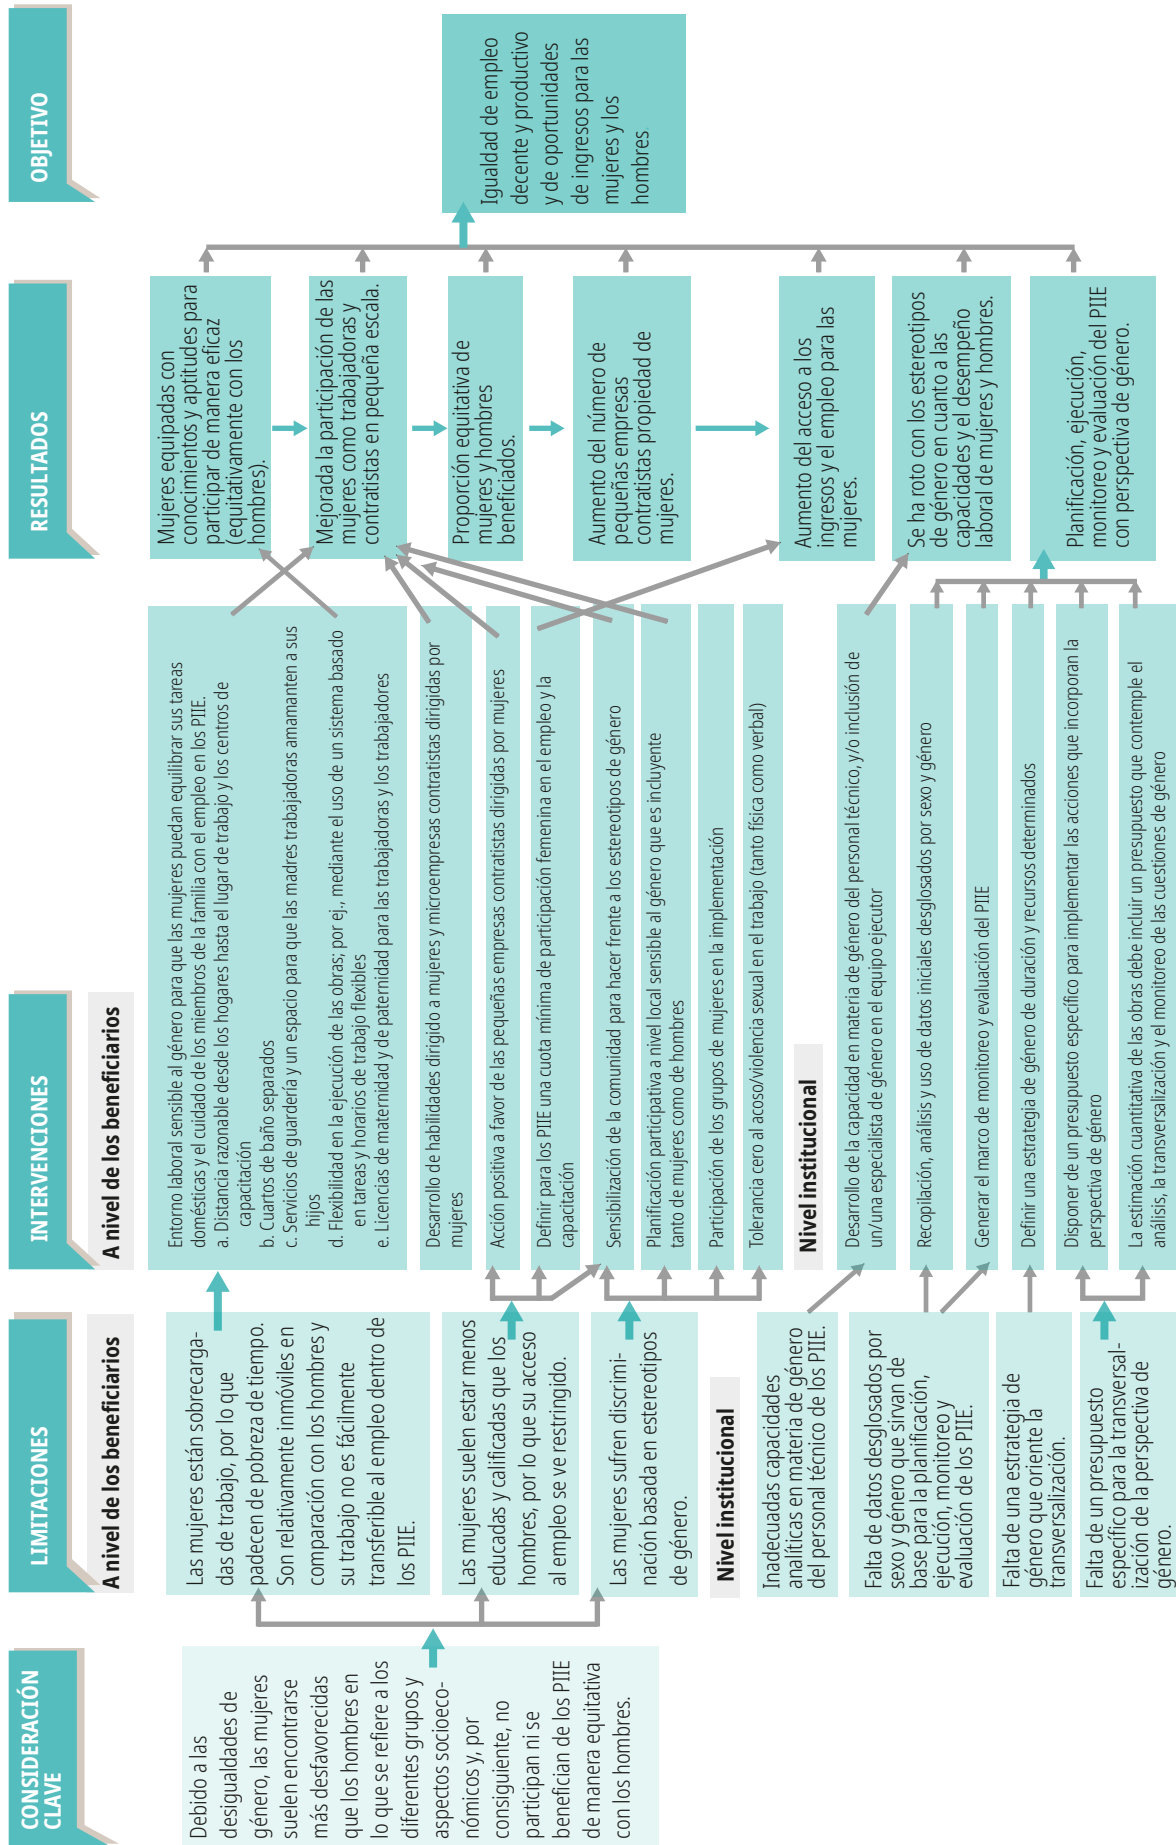 CONSIDERACIÓN
CLAVE
Debido a las
desigualdades de
género, las mujeres
suelen encontrarse
más desfavorecidas
que los hombres en
lo que se refiere a los
diferentes grupos y
aspectos socioeco-
nómicos y, por
consiguiente, no
participan ni se
benefician de los PIIE
de manera equitativa
con los hombres.
LIMITACIONES
A nivel de los beneficiarios
Las mujeres están sobrecarga-
das de trabajo, por lo que
padecen de pobreza de tiempo.
Son relativamente inmóviles en
comparación con los hombres y
su trabajo no es fácilmente
transferible al empleo dentro de
los PIIE.
Las mujeres suelen estar menos
educadas y calificadas que los
hombres, por lo que su acceso
al empleo se ve restringido.
Las mujeres sufren discrimi-
nación basada en estereotipos
de género.
Nivel institucional
Inadecuadas capacidades
analíticas en materia de género
del personal técnico de los PIIE.
Falta de datos desglosados por
sexo y género que sirvan de
base para la planificación,
ejecución, monitoreo y
evaluación de los PIIE.
Falta de una estrategia de
género que oriente la
transversalización.
Falta de un presupuesto
específico para la transversal-
ización de la perspectiva de
género.
INTERVENCIONES
A nivel de los beneficiarios
Entorno laboral sensible al género para que las mujeres puedan equilibrar sus tareas
domésticas y el cuidado de los miembros de la familia con el empleo en los PIIE.
a. Distancia razonable desde los hogares hasta el lugar de trabajo y los centros de
capacitación
b. Cuartos de baño separados
c. Servicios de guardería y un espacio para que las madres trabajadoras amamanten a sus
hijos
d. Flexibilidad en la ejecución de las obras; por ej., mediante el uso de un sistema basado
en tareas y horarios de trabajo flexibles
e. Licencias de maternidad y de paternidad para las trabajadoras y los trabajadores
Desarrollo de habilidades dirigido a mujeres y microempresas contratistas dirigidas por
mujeres
Acción positiva a favor de las pequeñas empresas contratistas dirigidas por mujeres
Definir para los PIIE una cuota mínima de participación femenina en el empleo y la
capacitación
Sensibilización de la comunidad para hacer frente a los estereotipos de género
Planificación participativa a nivel local sensible al género que es incluyente
tanto de mujeres como de hombres
Participación de los grupos de mujeres en la implementación
Tolerancia cero al acoso/violencia sexual en el trabajo (tanto física como verbal)
Nivel institucional
Desarrollo de la capacidad en materia de género del personal técnico, y/o inclusión de
un/una especialista de género en el equipo ejecutor
Recopilación, análisis y uso de datos iniciales desglosados por sexo y género
Generar el marco de monitoreo y evaluación del PIIE
Definir una estrategia de género de duración y recursos determinados
Disponer de un presupuesto específico para implementar las acciones que incorporan la
perspectiva de género
La estimación cuantitativa de las obras debe incluir un presupuesto que contemple el
análisis, la transversalización y el monitoreo de las cuestiones de género
RESULTADOS
Mujeres equipadas con
conocimientos y aptitudes para
participar de manera eficaz
(equitativamente con los
hombres).
Mejorada la participación de las
mujeres como trabajadoras y
contratistas en pequeña escala.
Proporción equitativa de
mujeres y hombres
beneficiados.
Aumento del número de
pequeñas empresas
contratistas propiedad de
mujeres.
Aumento del acceso a los
ingresos y el empleo para las
mujeres.
Se ha roto con los estereotipos
de género en cuanto a las
capacidades y el desempeño
laboral de mujeres y hombres.
Planificación, ejecución,
monitoreo y evaluación del PIIE
con perspectiva de género.
OBJETIVO
Igualdad de empleo
decente y productivo
y de oportunidades
de ingresos para las
mujeres y los
hombres